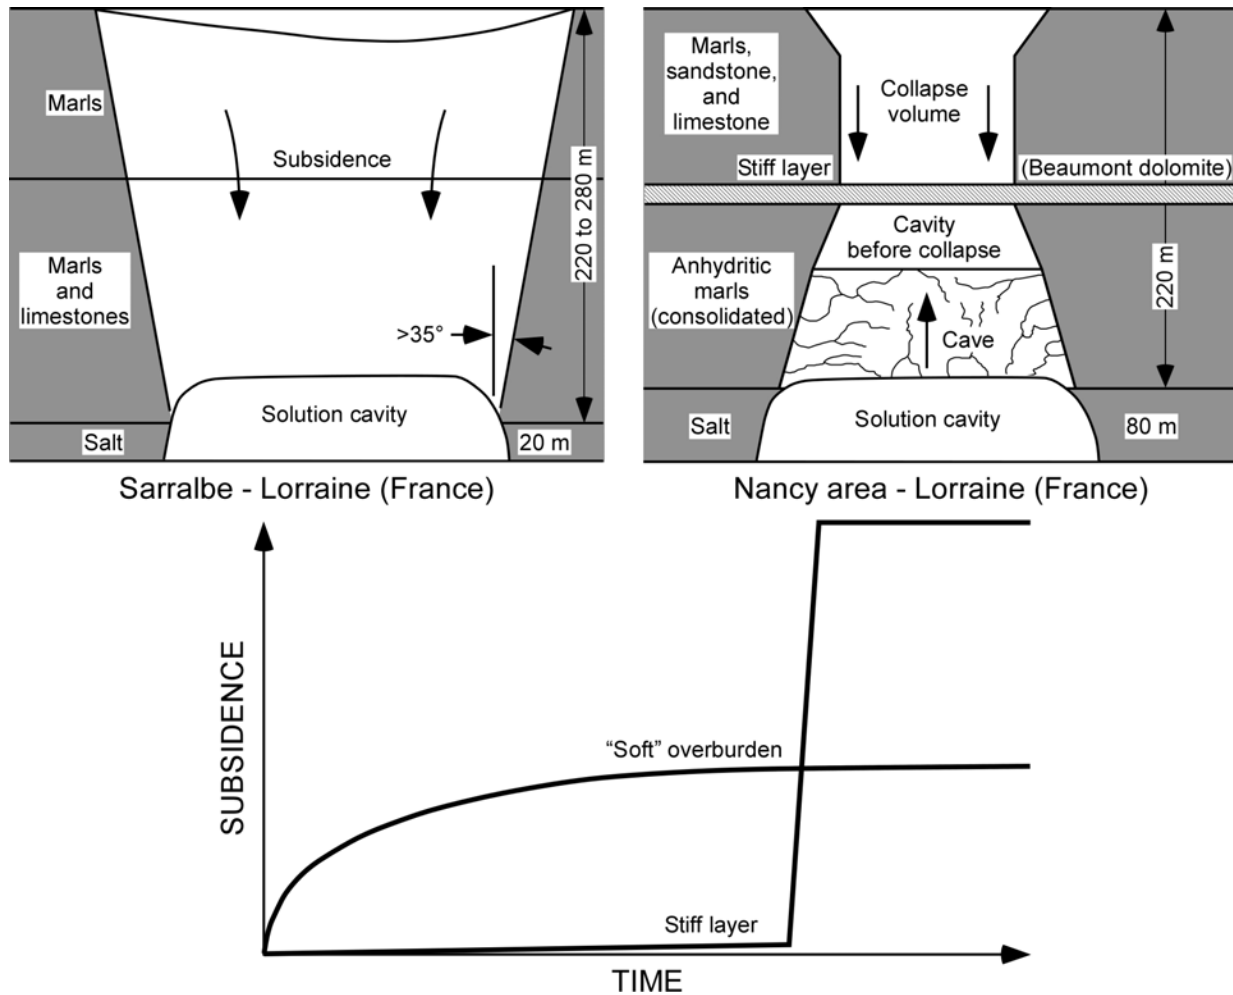 Marls
Subsidence
220 to 280 m
Marls
and
limestones
>35°
Solution cavity
Salt
20 m
Sarralbe - Lorraine (France)
Marls,
sandstone,
and
limestone
Collapse
volume
Stiff layer
(Beaumont dolomite)
Cavity
before collapse
Anhydritic
marls
(consolidated)
220 m
Cave
Solution cavity
Salt
80 m
Nancy area - Lorraine (France)
SUBSIDENCE
“Soft” overburden
Stiff layer
TIME